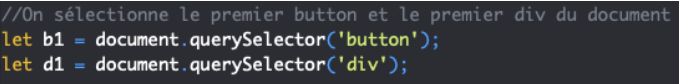 //On sélectionne le premier button et le premier div du document
let b1 = document.querySelector('button');
let d1 = document.querySelector('div');